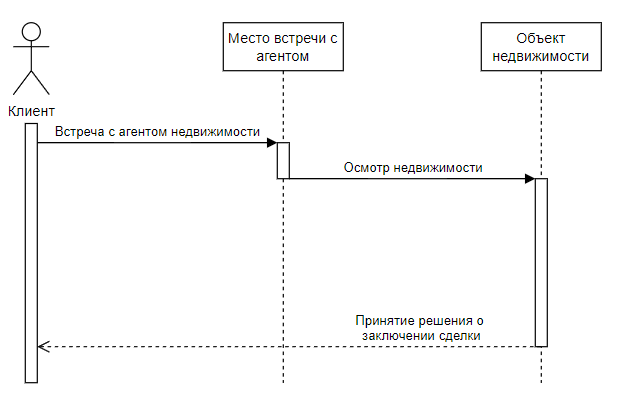 Место встречи с
агентом
Объект
недвижимости
Клиент
Встреча с агентом недвижимости
Осмотр недвижимости
Принятие решения о
заключении сделки